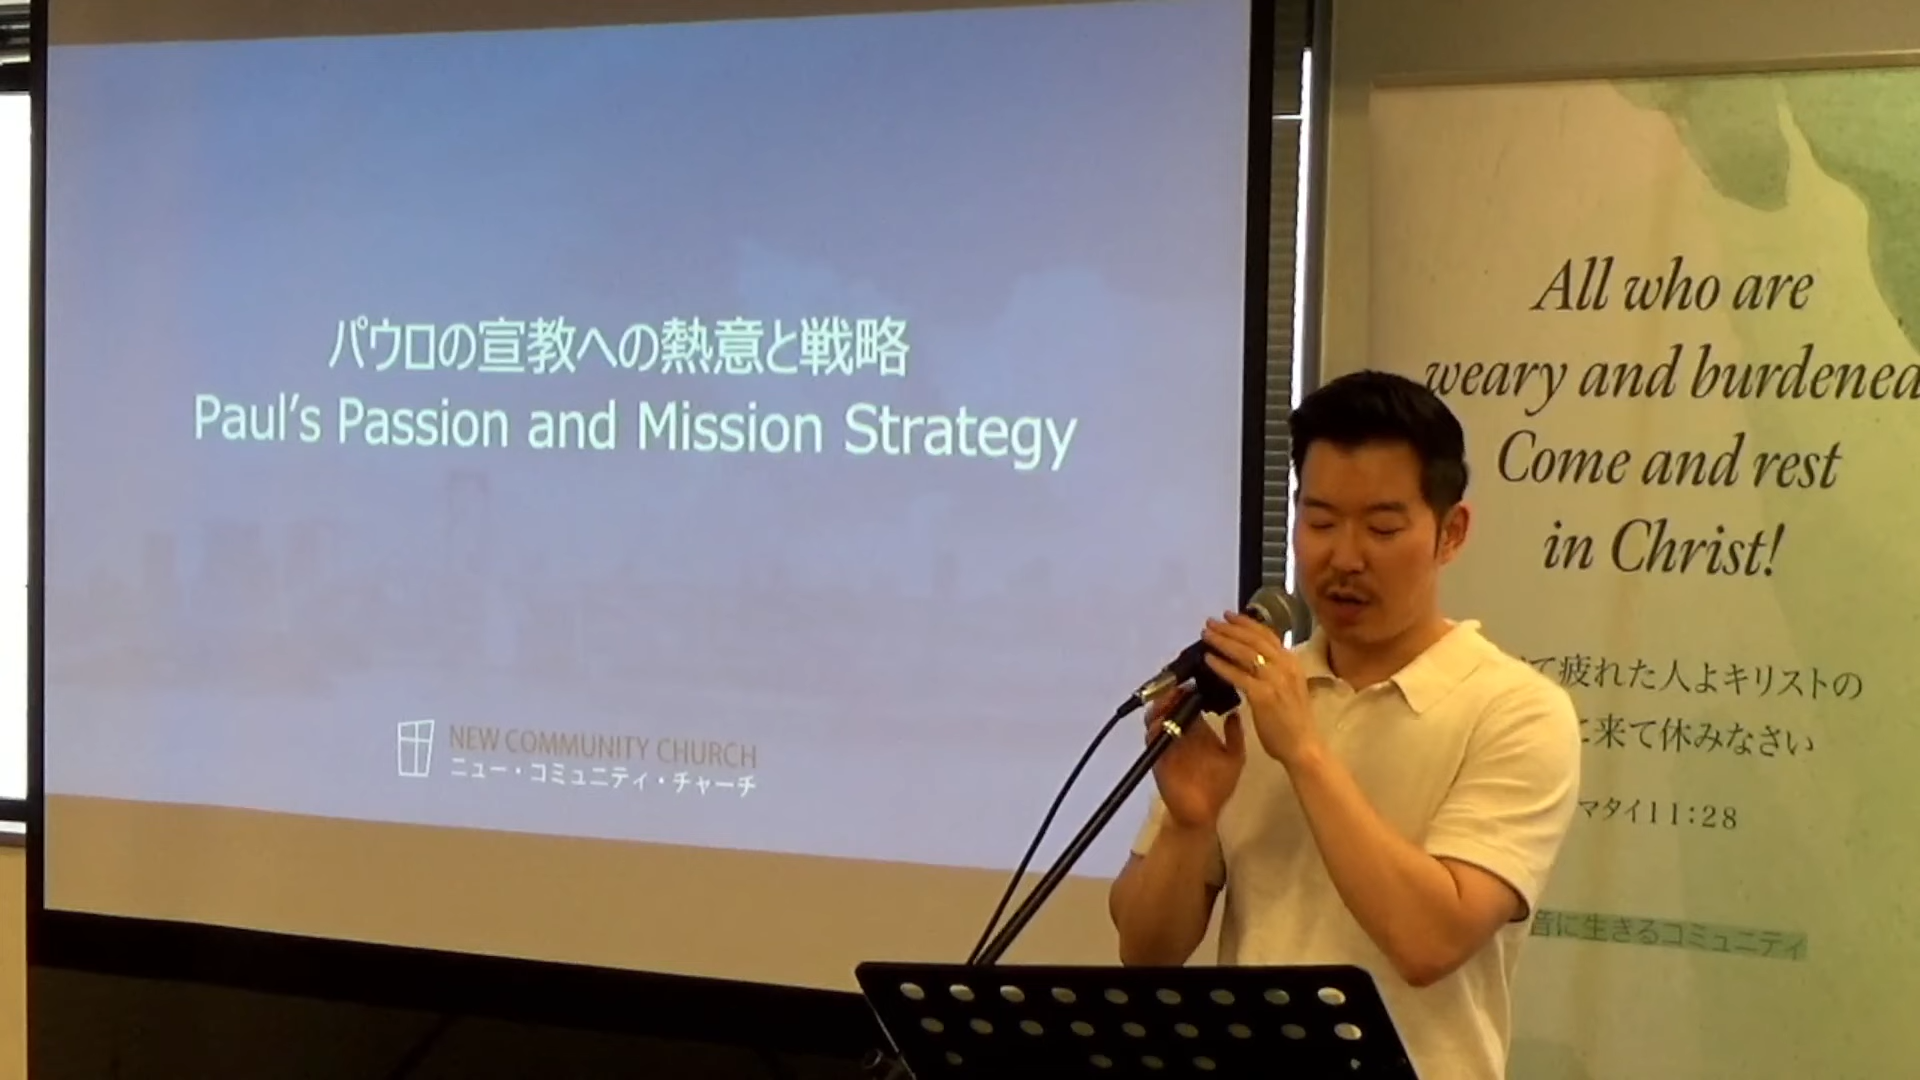 パウロの宣教への熱意と戦略
Paul's Passion and Mission Strategy
NEW COMMUNITY CHURCH
ニュー・コミュニティ・チャーチ
All who are
weary and burdened
Come and rest
in Christ!
て疲れた人よキリストの
に来て休みなさい
マタイ11:28
音に生きるコミュニティ